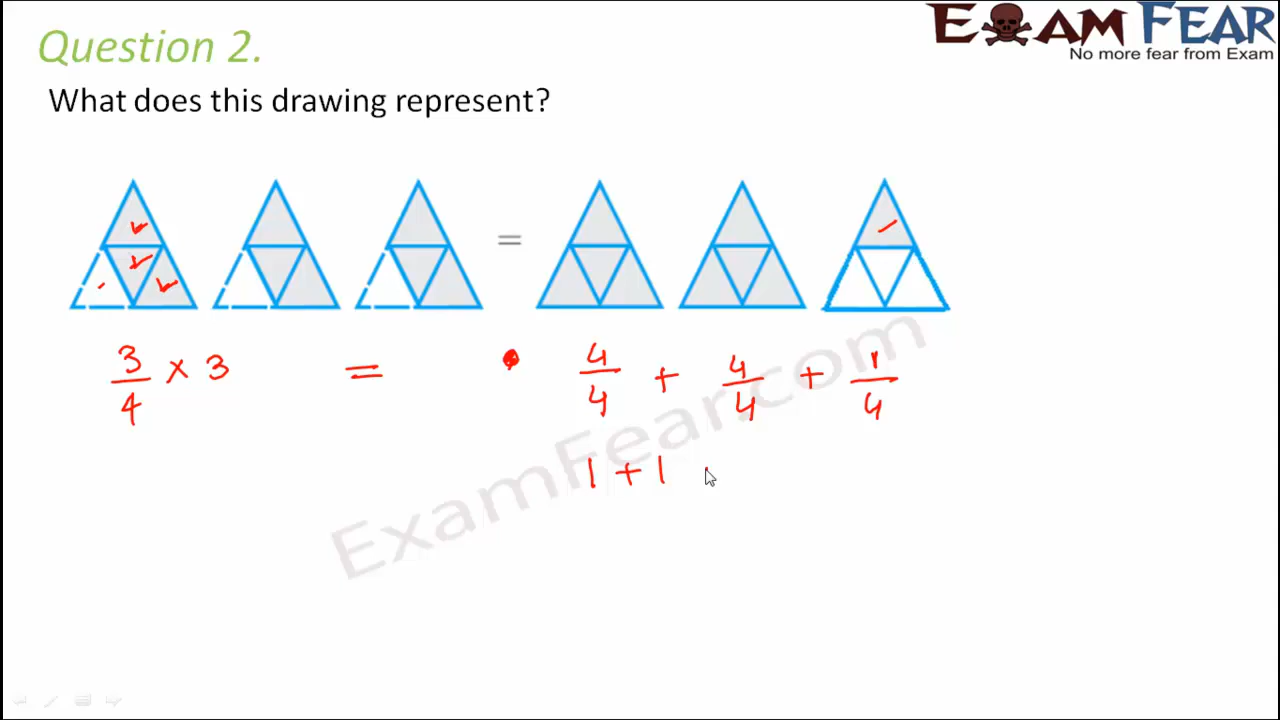 EXAM FEAR
No more fear from Exam
Question 2.
What does this drawing represent?
=
3/4 × 3 = 4/4 + 4/4 + 1/4
1 + 1
ExamFear.com